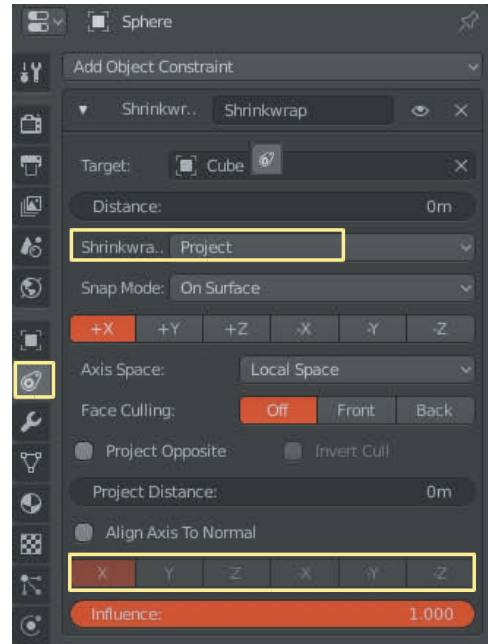 Sphere
Add Object Constraint
Shrinkwr.. Shrinkwrap
Target: Cube
Distance: 0m
Shrinkwra.. Project
Snap Mode: On Surface
+X +Y +Z -X -Y -Z
Axis Space: Local Space
Face Culling: Off Front Back
Project Opposite Invert Cull
Project Distance: 0m
Align Axis To Normal
X Y Z -X -Y -Z
Influence: 1.000